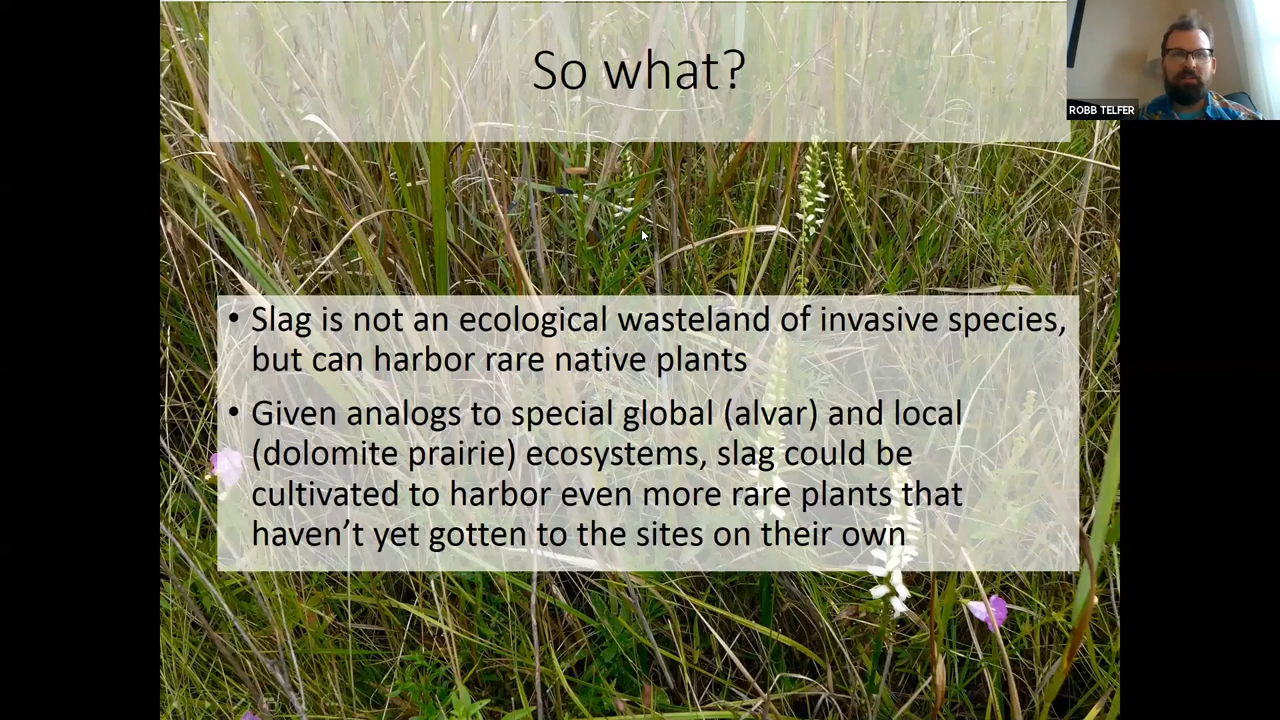 So what?
ROBB TELFER
• Slag is not an ecological wasteland of invasive species,
but can harbor rare native plants
• Given analogs to special global (alvar) and local
(dolomite prairie) ecosystems, slag could be
cultivated to harbor even more rare plants that
haven’t yet gotten to the sites on their own